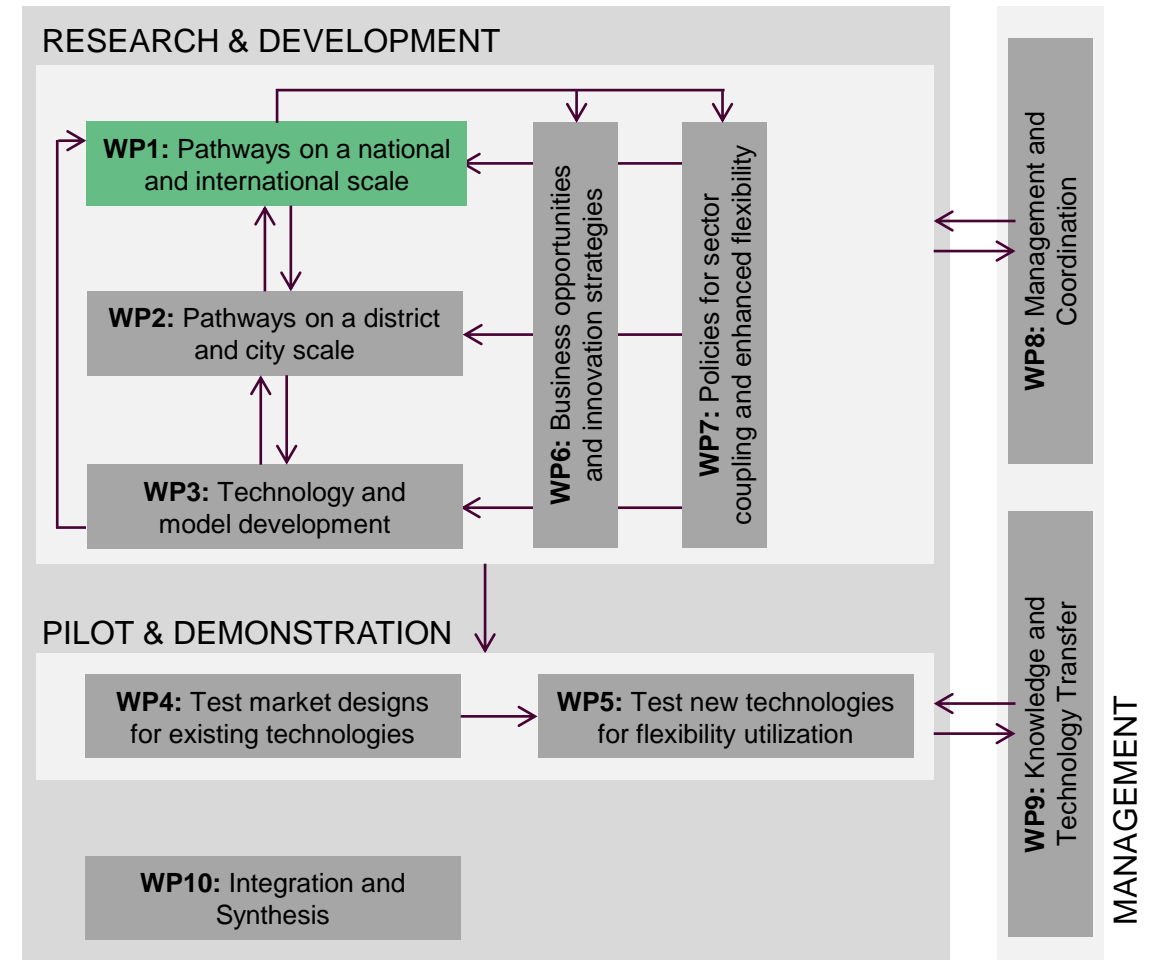 RESEARCH & DEVELOPMENT
WP1: Pathways on a national
and international scale
WP2: Pathways on a district
and city scale
WP3: Technology and
model development
WP6: Business opportunities
and innovation strategies
WP7: Policies for sector
coupling and enhanced flexibility
PILOT & DEMONSTRATION
WP4: Test market designs
for existing technologies
WP5: Test new technologies
for flexibility utilization
WP10: Integration and
Synthesis
WP8: Management and
Coordination
WP9: Knowledge and
Technology Transfer
MANAGEMENT